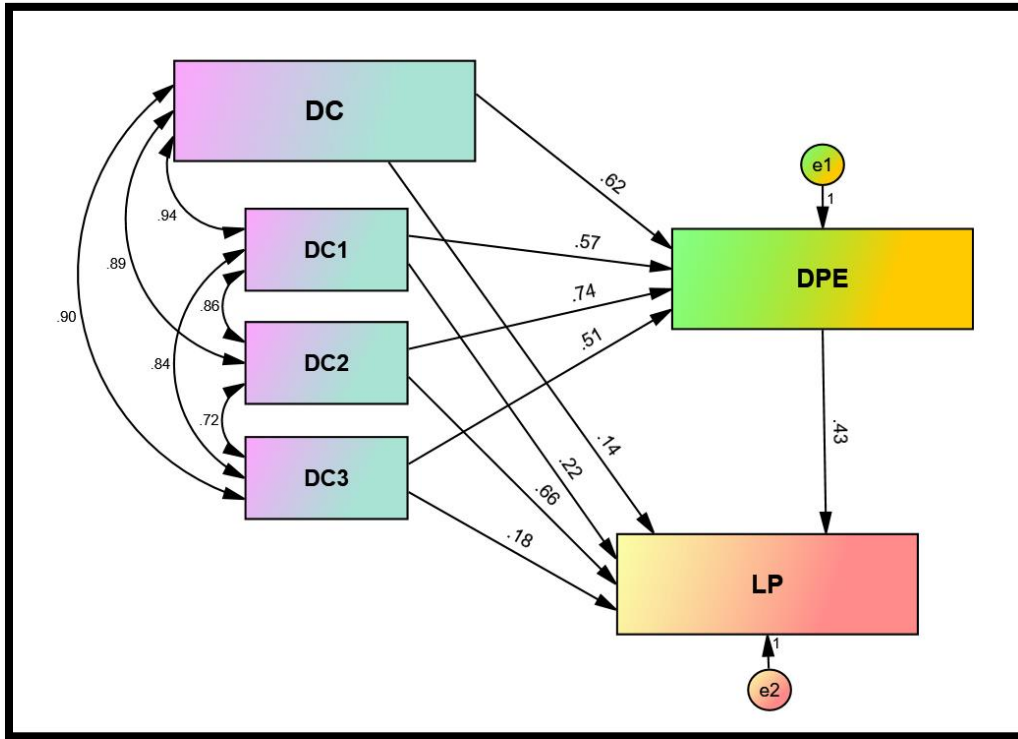 DC
.62
e1
1
.94
DC1
.57
DPE
.89
.86
.74
.90
DC2
.51
.84
.72
.43
.14
DC3
.22
.66
.18
LP
1
e2